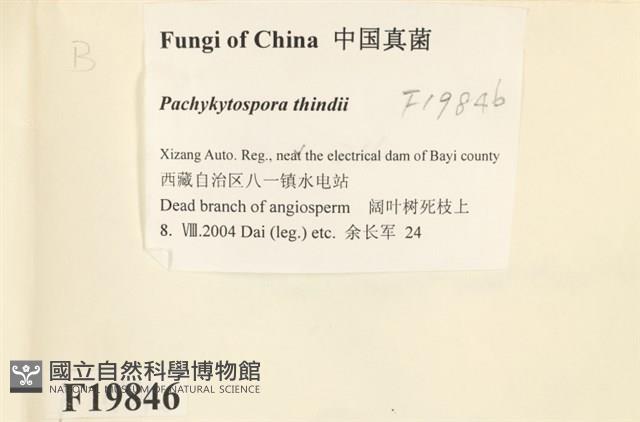 B
Fungi of China 中国真菌
Pachykytospora thindii
F19846
Xizang Auto. Reg., near the electrical dam of Bayi county
西藏自治区八一镇水电站
Dead branch of angiosperm 阔叶树死枝上
8. Ⅷ.2004 Dai (leg.) etc. 余长军 24
國立自然科學博物館
NATIONAL MUSEUM OF NATURAL SCIENCE
F19846